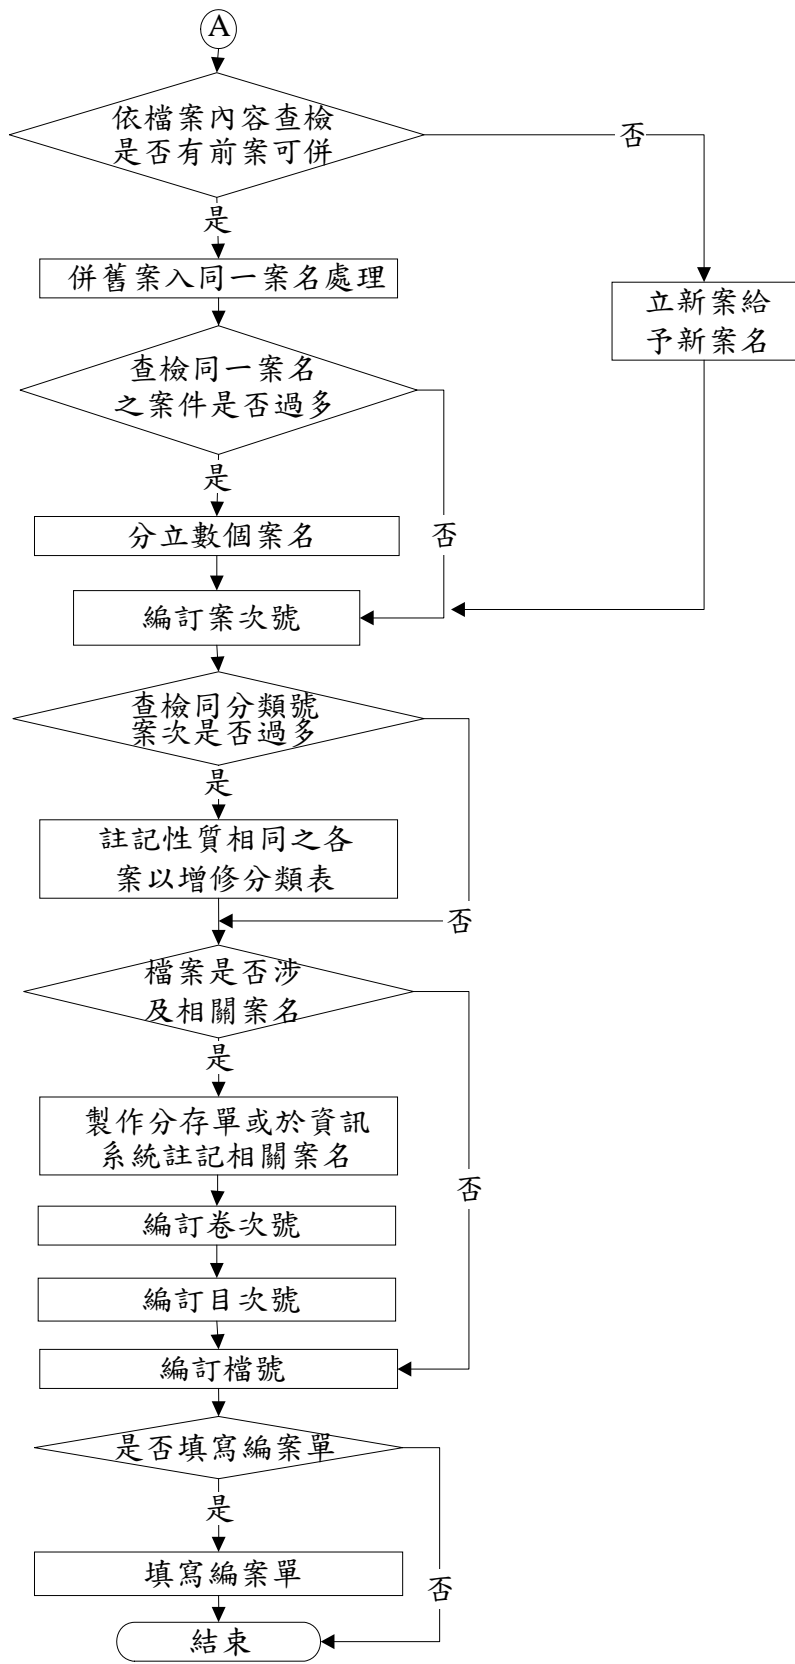 A
依檔案內容查檢
是否有前案可併
否
是
併舊案入同一案名處理
立新案給
予新案名
查檢同一案名
之案件是否過多
是
分立數個案名
否
編訂案次號
查檢同分類號
案次是否過多
是
註記性質相同之各
案以增修分類表
否
檔案是否涉
及相關案名
是
製作分存單或於資訊
系統註記相關案名
否
編訂卷次號
編訂目次號
編訂檔號
是否填寫編案單
是
填寫編案單
否
結束